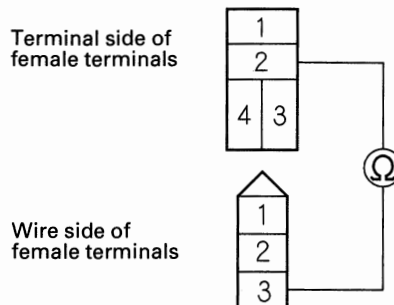 Terminal side of
female terminals
1
2
4 3
Ω
Wire side of
female terminals
1
2
3